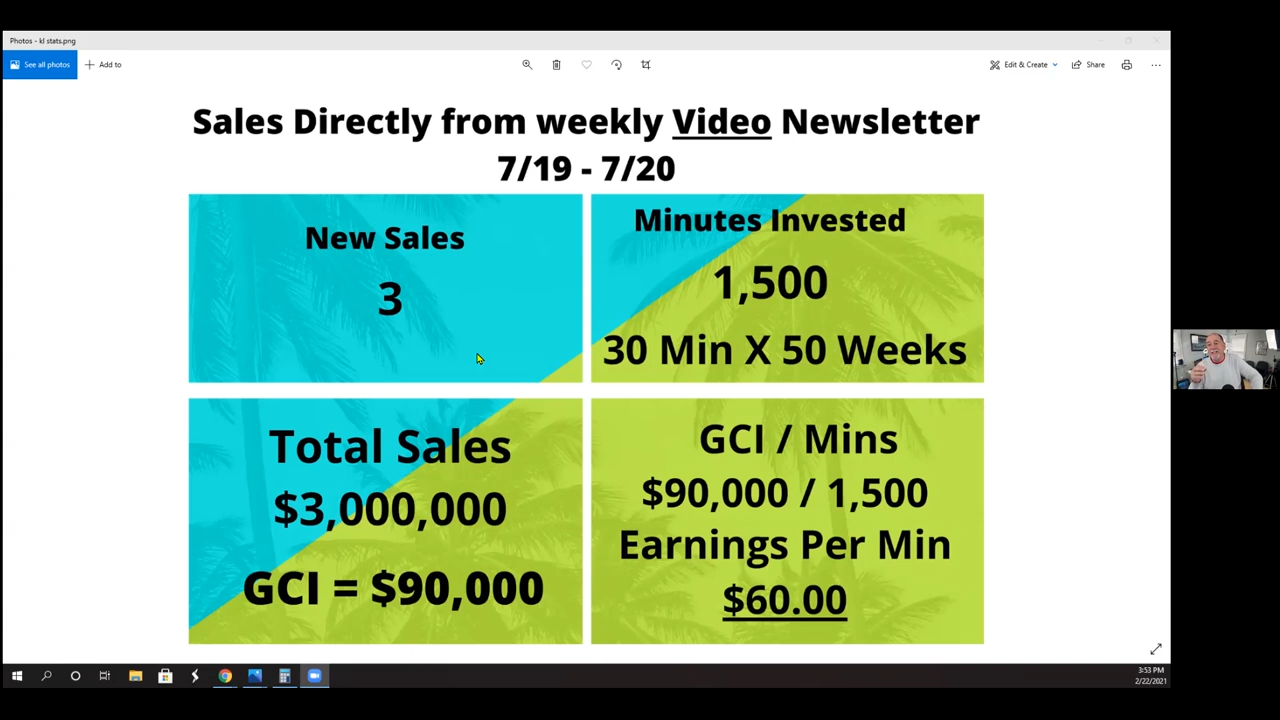 Photos - kl stats.png
See all photos
Add to
Edit & Create
Share
Sales Directly from weekly Video Newsletter
7/19 - 7/20
New Sales
3
Minutes Invested
1,500
30 Min X 50 Weeks
Total Sales
$3,000,000
GCI = $90,000
GCI / Mins
$90,000 / 1,500
Earnings Per Min
$60.00
3:53 PM
2/22/2021